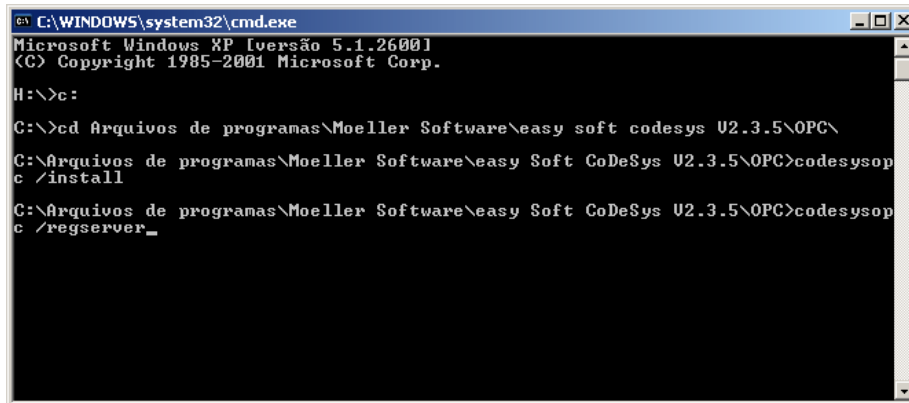 C:\WINDOWS\system32\cmd.exe
Microsoft Windows XP [versão 5.1.2600]
(C) Copyright 1985-2001 Microsoft Corp.
H:\>c:
C:\>cd Arquivos de programas\Moeller Software\easy soft codesys V2.3.5\OPC\
C:\Arquivos de programas\Moeller Software\easy Soft CoDeSys V2.3.5\OPC>codesysop
c /install
C:\Arquivos de programas\Moeller Software\easy Soft CoDeSys V2.3.5\OPC>codesysop
c /regserver_